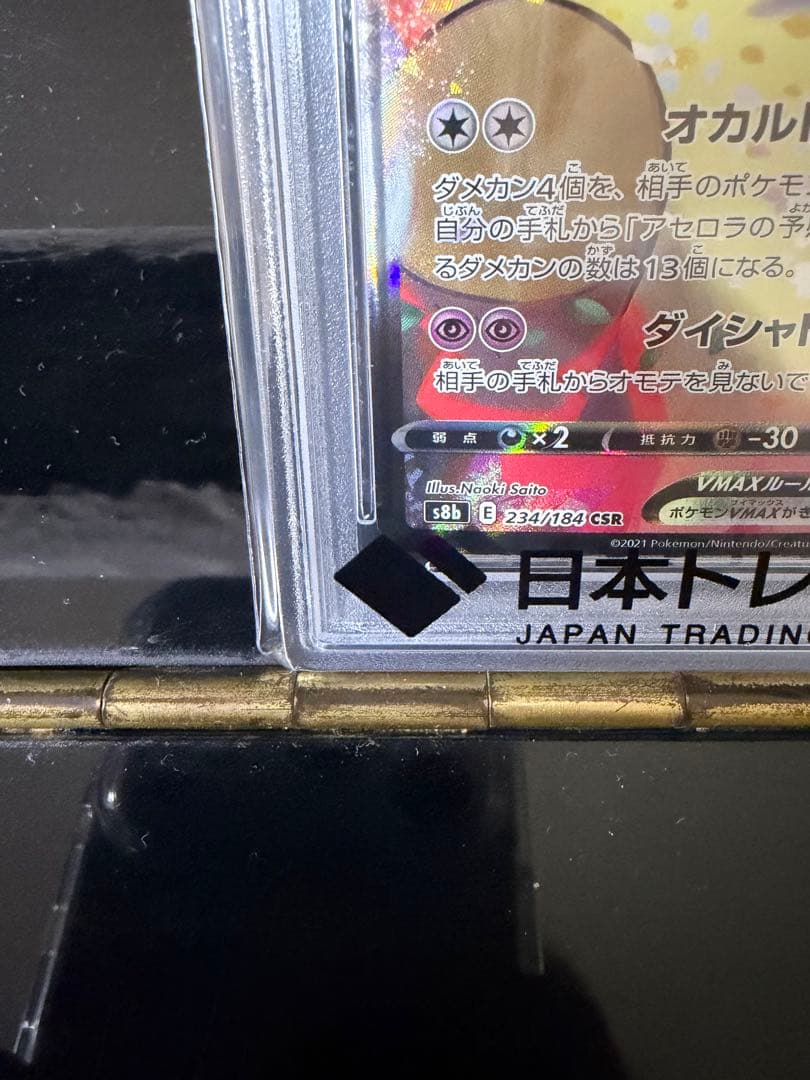 オカルト
ダメカン4個を、相手のポケモ
自分の手札から「アセロラの予
るダメカンの数は13個になる。
ダイシャド
相手の手札からオモテを見ないで
弱点 ×2 抵抗力 -30
Illus.Naoki Saito
VMAXルール
s8b E 234/184 CSR
ポケモンVMAXがき
©2021 Pokémon/Nintendo/Creatur
日本トレ
JAPAN TRADING